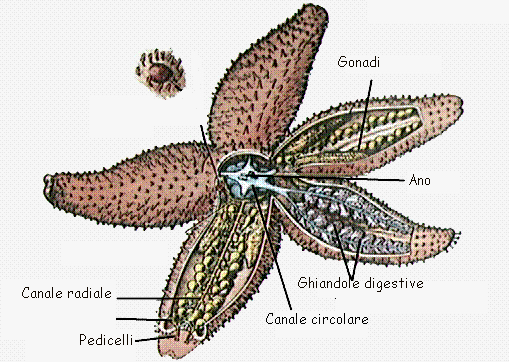 Gonadi
Ano
Ghiandole digestive
Canale radiale
Canale circolare
Pedicelli